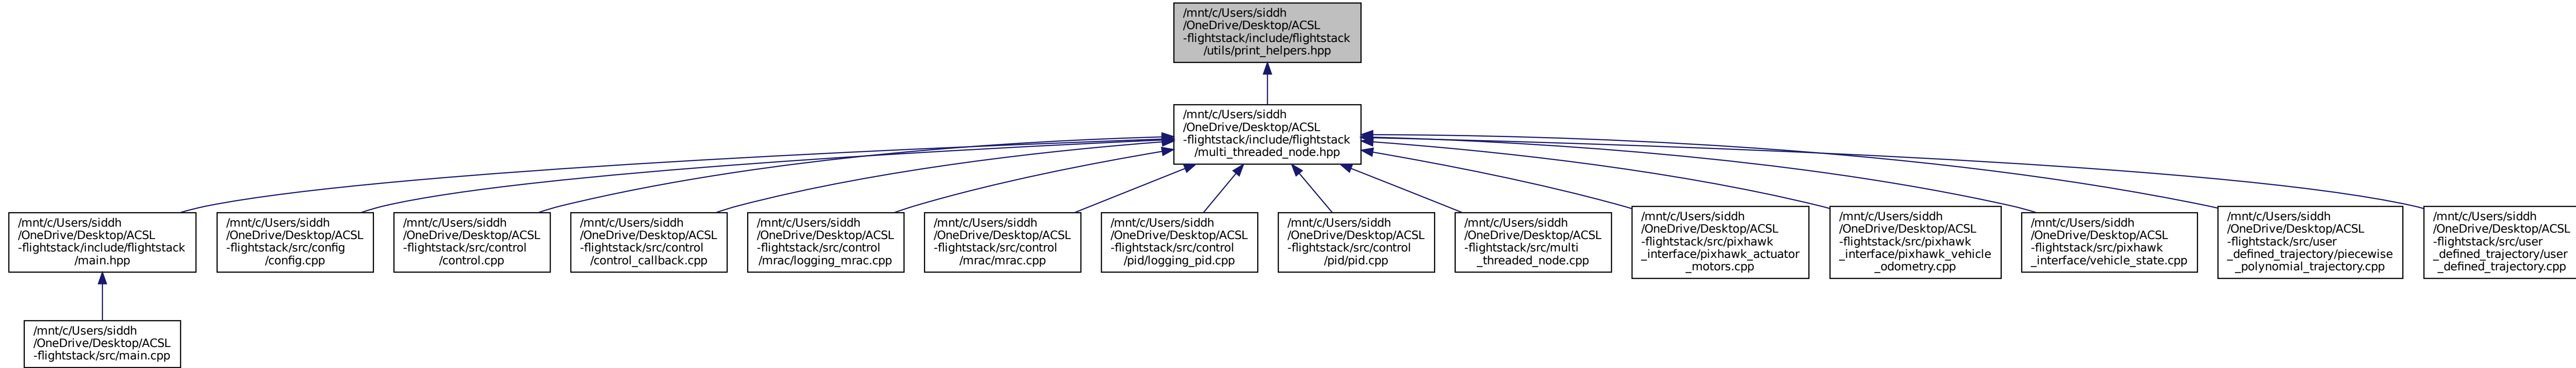 /mnt/c/Users/siddh
/OneDrive/Desktop/ACSL
-flightstack/include/flightstack
/utils/print_helpers.hpp
/mnt/c/Users/siddh
/OneDrive/Desktop/ACSL
-flightstack/include/flightstack
/multi_threaded_node.hpp
/mnt/c/Users/siddh
/OneDrive/Desktop/ACSL
-flightstack/include/flightstack
/main.hpp
/mnt/c/Users/siddh
/OneDrive/Desktop/ACSL
-flightstack/src/config
/config.cpp
/mnt/c/Users/siddh
/OneDrive/Desktop/ACSL
-flightstack/src/control
/control.cpp
/mnt/c/Users/siddh
/OneDrive/Desktop/ACSL
-flightstack/src/control
/control_callback.cpp
/mnt/c/Users/siddh
/OneDrive/Desktop/ACSL
-flightstack/src/control
/mrac/logging_mrac.cpp
/mnt/c/Users/siddh
/OneDrive/Desktop/ACSL
-flightstack/src/control
/mrac/mrac.cpp
/mnt/c/Users/siddh
/OneDrive/Desktop/ACSL
-flightstack/src/control
/pid/logging_pid.cpp
/mnt/c/Users/siddh
/OneDrive/Desktop/ACSL
-flightstack/src/control
/pid/pid.cpp
/mnt/c/Users/siddh
/OneDrive/Desktop/ACSL
-flightstack/src/multi
_threaded_node.cpp
/mnt/c/Users/siddh
/OneDrive/Desktop/ACSL
-flightstack/src/pixhawk
_interface/pixhawk_actuator
_motors.cpp
/mnt/c/Users/siddh
/OneDrive/Desktop/ACSL
-flightstack/src/pixhawk
_interface/pixhawk_vehicle
_odometry.cpp
/mnt/c/Users/siddh
/OneDrive/Desktop/ACSL
-flightstack/src/pixhawk
_interface/vehicle_state.cpp
/mnt/c/Users/siddh
/OneDrive/Desktop/ACSL
-flightstack/src/user
_defined_trajectory/piecewise
_polynomial_trajectory.cpp
/mnt/c/Users/siddh
/OneDrive/Desktop/ACSL
-flightstack/src/user
_defined_trajectory/user
_defined_trajectory.cpp
/mnt/c/Users/siddh
/OneDrive/Desktop/ACSL
-flightstack/src/main.cpp